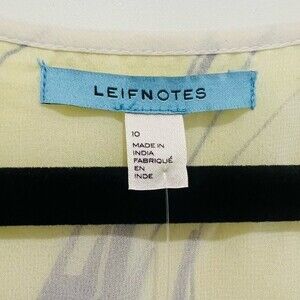 LEIFNOTES
10
MADE IN
INDIA
FABRIQUÉ
EN
INDE